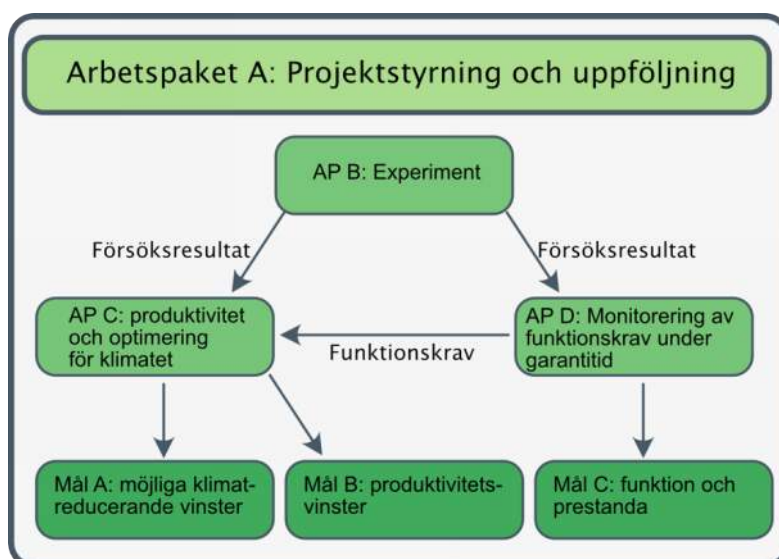 Arbetspaket A: Projektstyrning och uppföljning
AP B: Experiment
Försöksresultat
Försöksresultat
AP C: produktivitet
och optimering
för klimatet
Funktionskrav
AP D: Monitorering av
funktionskrav under
garantitid
Mål A: möjliga klimat-
reducerande vinster
Mål B: produktivitets-
vinster
Mål C: funktion och
prestanda